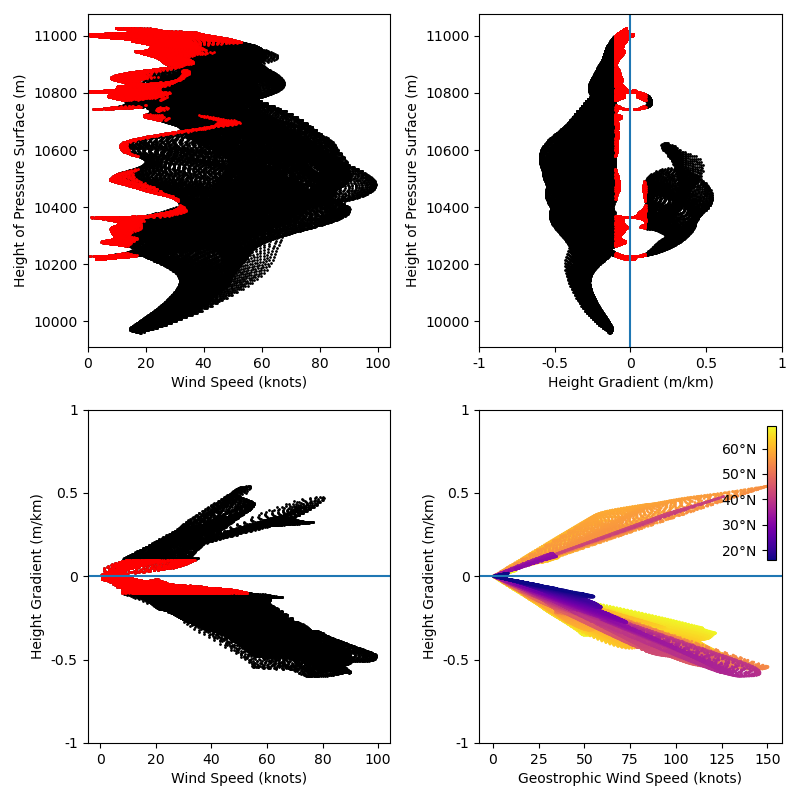 11000
10800
10600
10400
10200
10000
Height of Pressure Surface (m)
0 20 40 60 80 100
Wind Speed (knots)
11000
10800
10600
10400
10200
10000
Height of Pressure Surface (m)
-1 -0.5 0 0.5 1
Height Gradient (m/km)
1
0.5
0
-0.5
-1
Height Gradient (m/km)
0 20 40 60 80 100
Wind Speed (knots)
1
0.5
0
-0.5
-1
Height Gradient (m/km)
60°N
50°N
40°N
30°N
20°N
0 25 50 75 100 125 150
Geostrophic Wind Speed (knots)